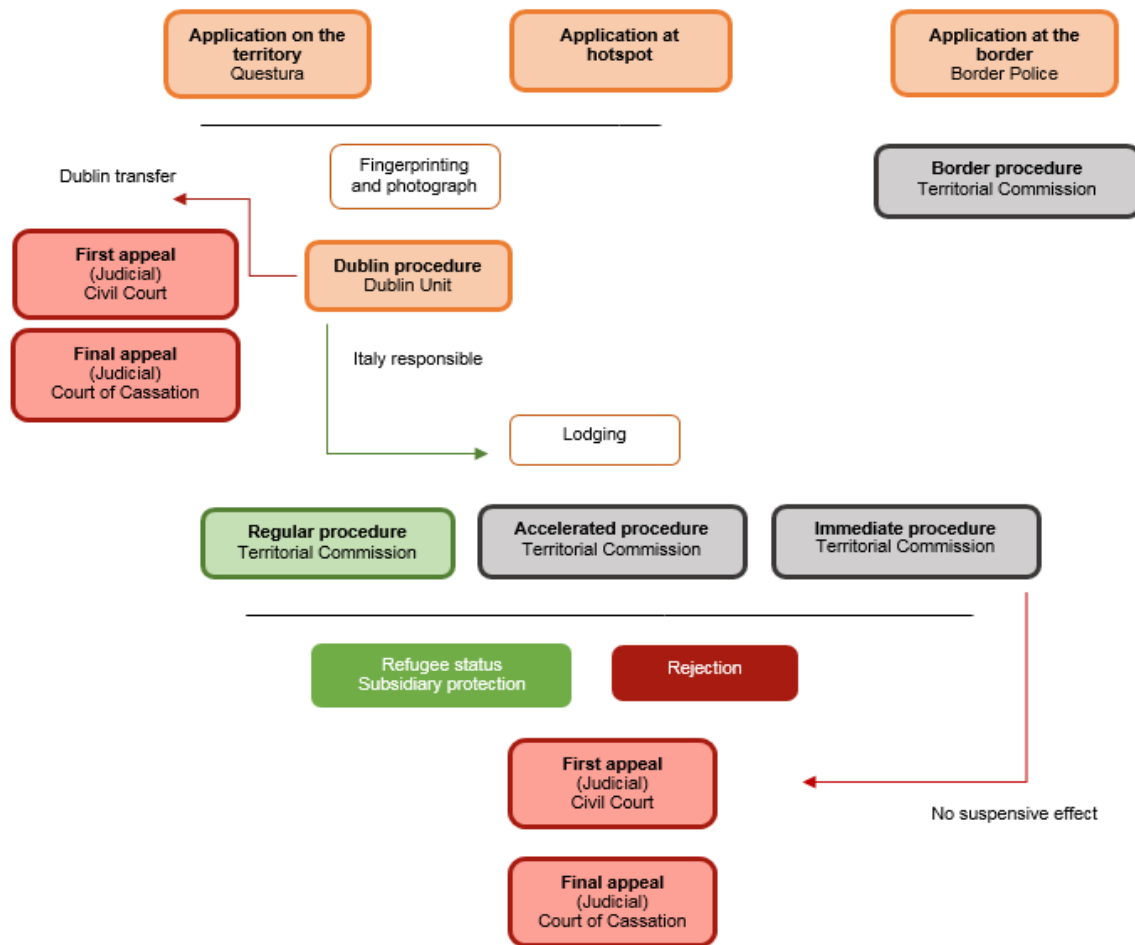 Application on the
territory
Questura
Application at
hotspot
Application at the
border
Border Police
Fingerprinting
and photograph
Border procedure
Territorial Commission
Dublin transfer
First appeal
(Judicial)
Civil Court
Dublin procedure
Dublin Unit
Final appeal
(Judicial)
Court of Cassation
Italy responsible
Lodging
Regular procedure
Territorial Commission
Accelerated procedure
Territorial Commission
Immediate procedure
Territorial Commission
Refugee status
Subsidiary protection
Rejection
First appeal
(Judicial)
Civil Court
No suspensive effect
Final appeal
(Judicial)
Court of Cassation